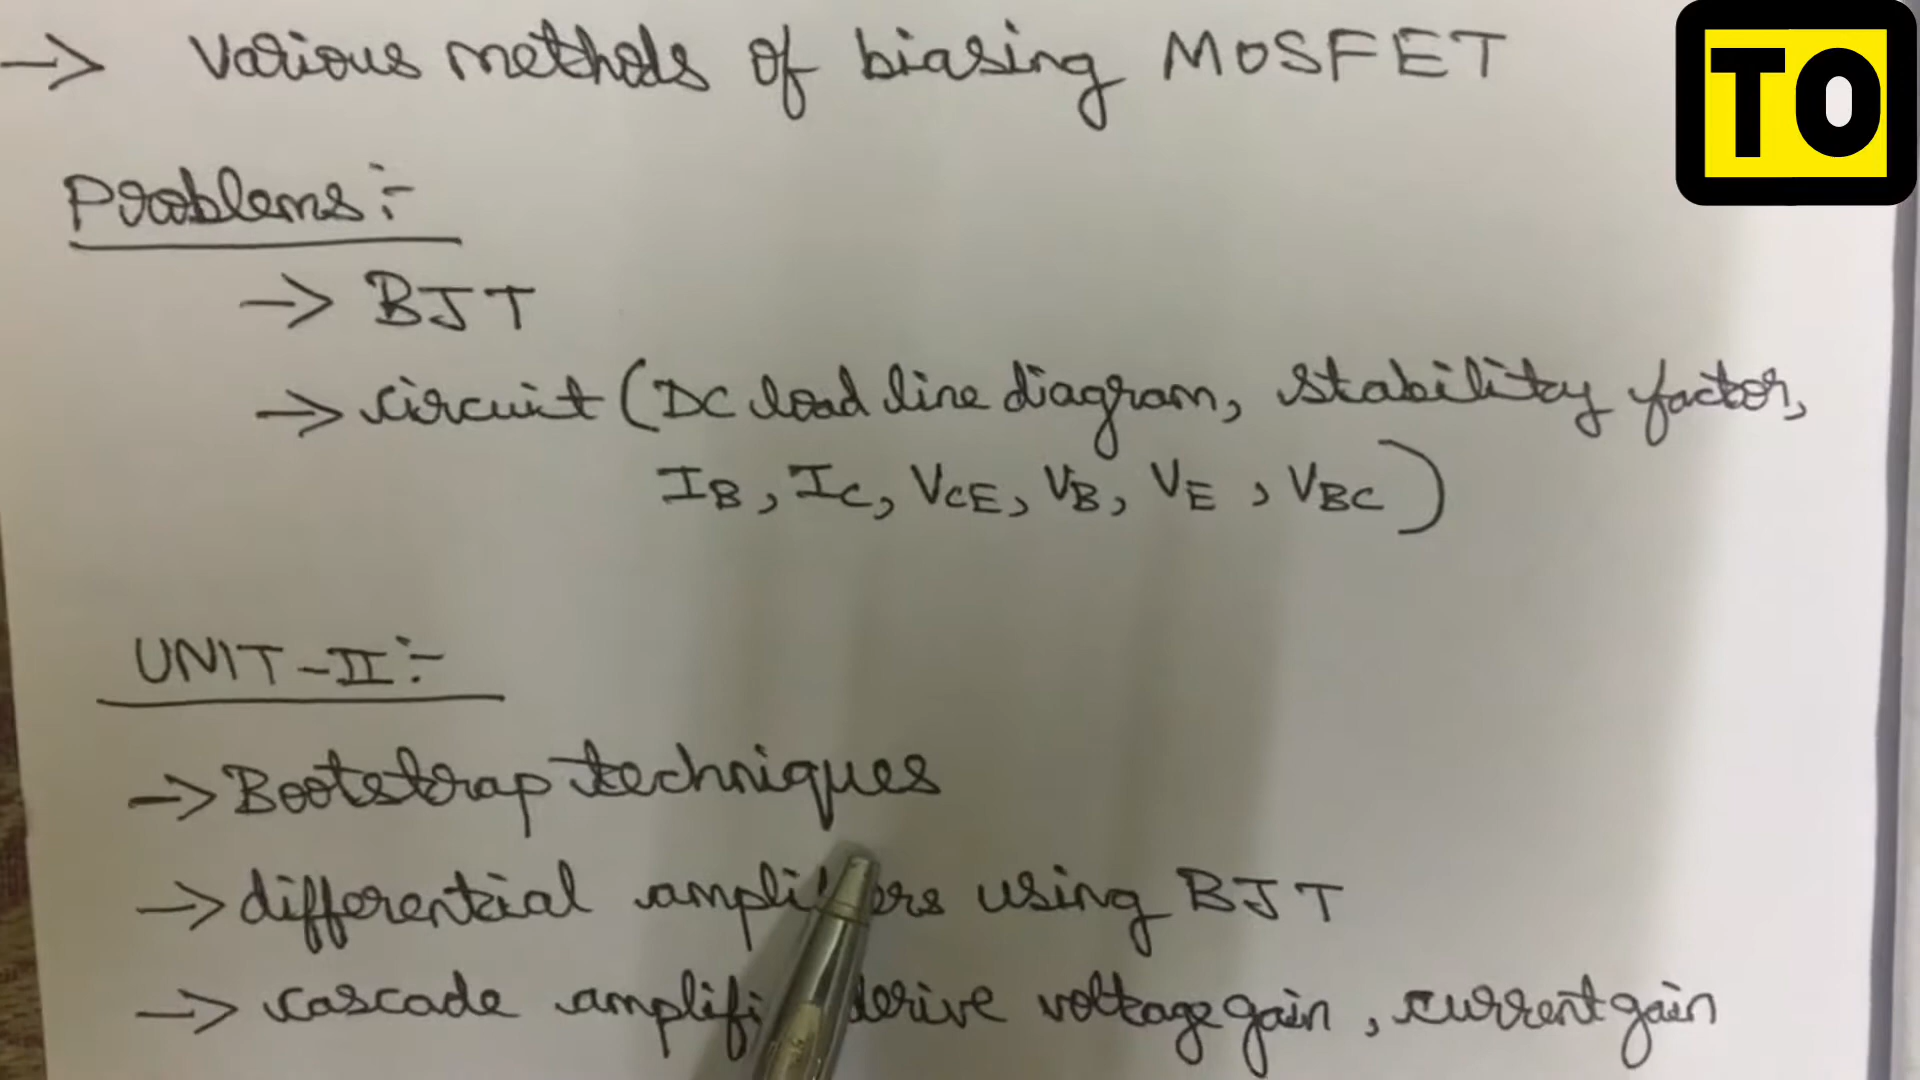 → Various methods of biasing MOSFET
TO
Problems:-
→ BJT
→ circuit (DC load line diagram, stability factor,
IB, IC, VCE, VB, VE, VBC)
UNIT-II:-
→ Bootstrap techniques
→ differential using BJT
→ cascade derive voltage gain, current gain